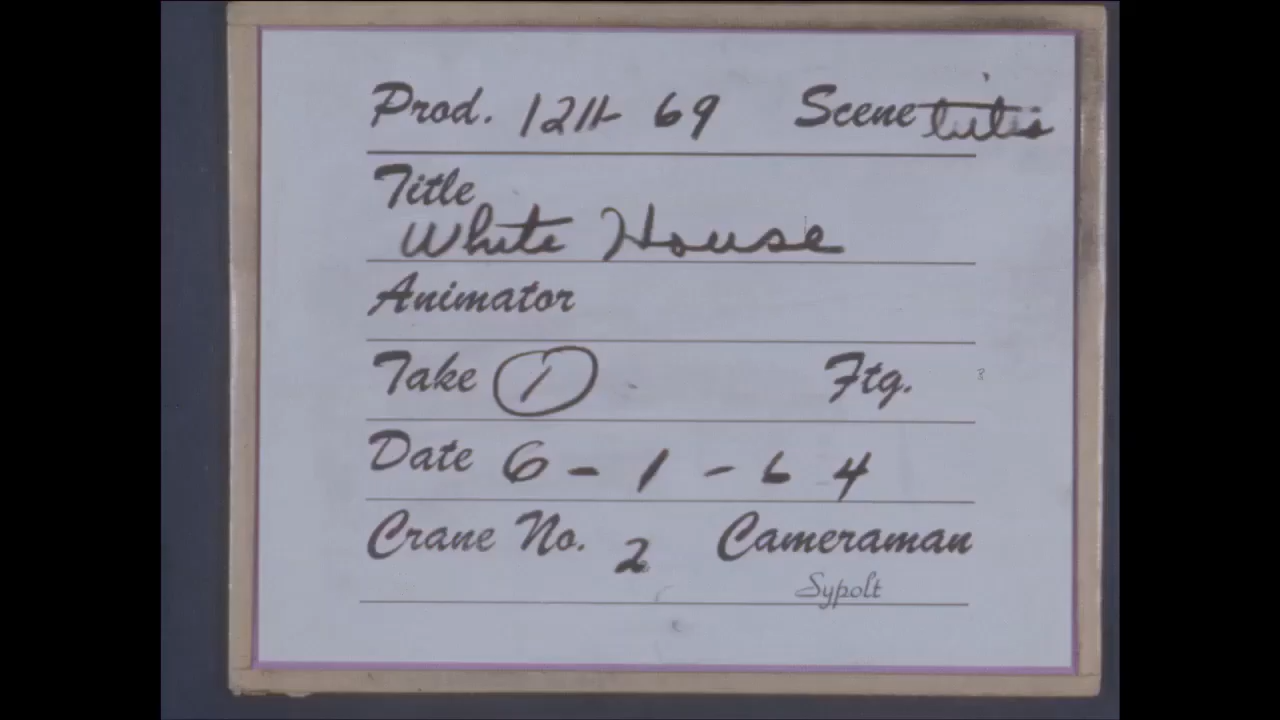 Prod. 1211- 69 Scene titles
Title
White House
Animator
Take 1 Ftg.
Date 6 - 1 - 64
Crane No. 2 Cameraman
Sypolt